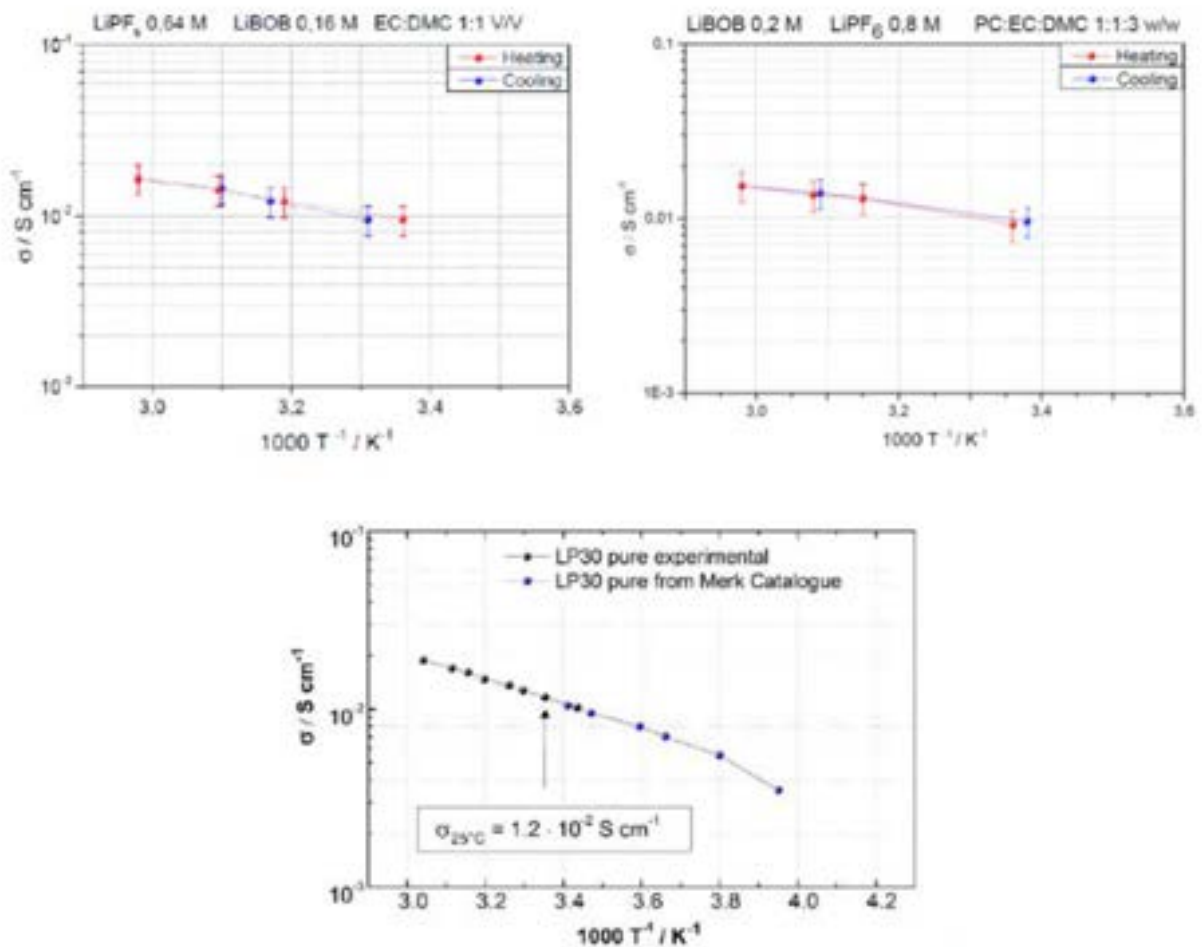 LiPF₆ 0,64 M LiBOB 0,16 M EC:DMC 1:1 V/V
Heating
Cooling
10⁻¹
10⁻²
σ / S cm⁻¹
3.0 3.2 3.4 3.6
1000 T⁻¹ / K⁻¹
LiBOB 0,2 M LiPF₆ 0,8 M PC:EC:DMC 1:1:3 w/w
Heating
Cooling
0.1
0.01
1E-3
σ / S cm⁻¹
3.0 3.2 3.4 3.6
1000 T⁻¹ / K⁻¹
LP30 pure experimental
LP30 pure from Merk Catalogue
10⁻²
10⁻³
σ / S cm⁻¹
σ25°C = 1.2 · 10⁻² S cm⁻¹
3.0 3.2 3.4 3.6 3.8 4.0 4.2
1000 T⁻¹ / K⁻¹